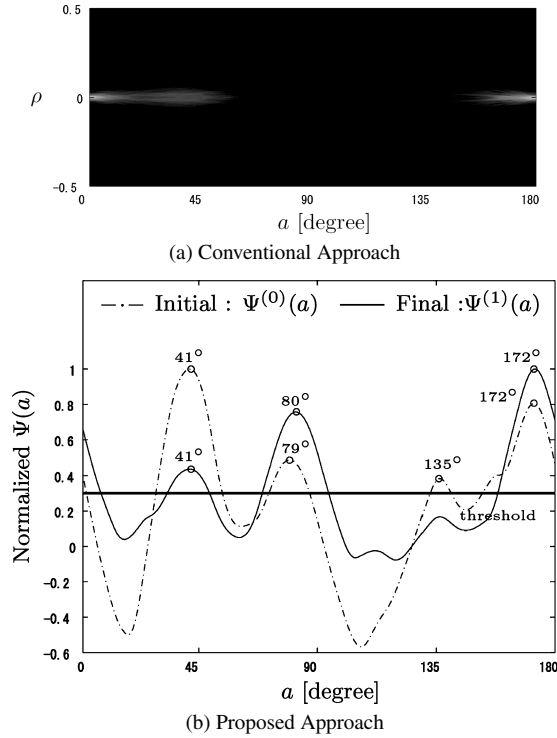 0.5
ρ
0
-0.5
0 45 90 135 180
a [degree]
(a) Conventional Approach
Initial : Ψ(0)(a) Final :Ψ(1)(a)
Normalized Ψ(a)
1
0.8
0.6
0.4
0.2
0
-0.2
-0.4
-0.6
41°
41°
80°
79°
135°
172°
172°
threshold
0 45 90 135 180
a [degree]
(b) Proposed Approach